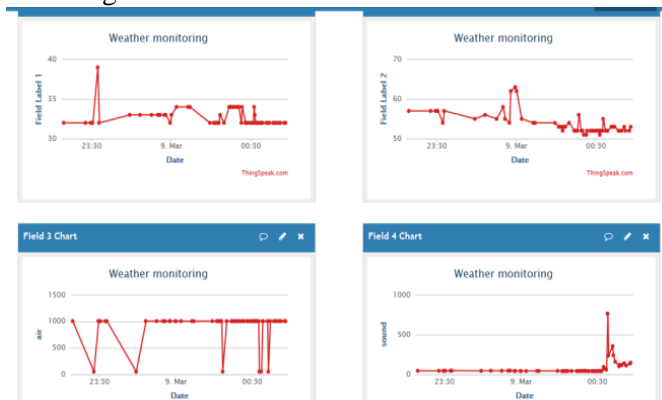 Weather monitoring
40
35
30
Field Label 1
23:30 9. Mar 00:30
Date
ThingSpeak.com
Weather monitoring
70
60
50
Field Label 2
23:30 9. Mar 00:30
Date
ThingSpeak.com
Field 3 Chart
Weather monitoring
1500
1000
500
0
air
23:30 9. Mar 00:30
Date
Field 4 Chart
Weather monitoring
1000
500
0
sound
23:30 9. Mar 00:30
Date